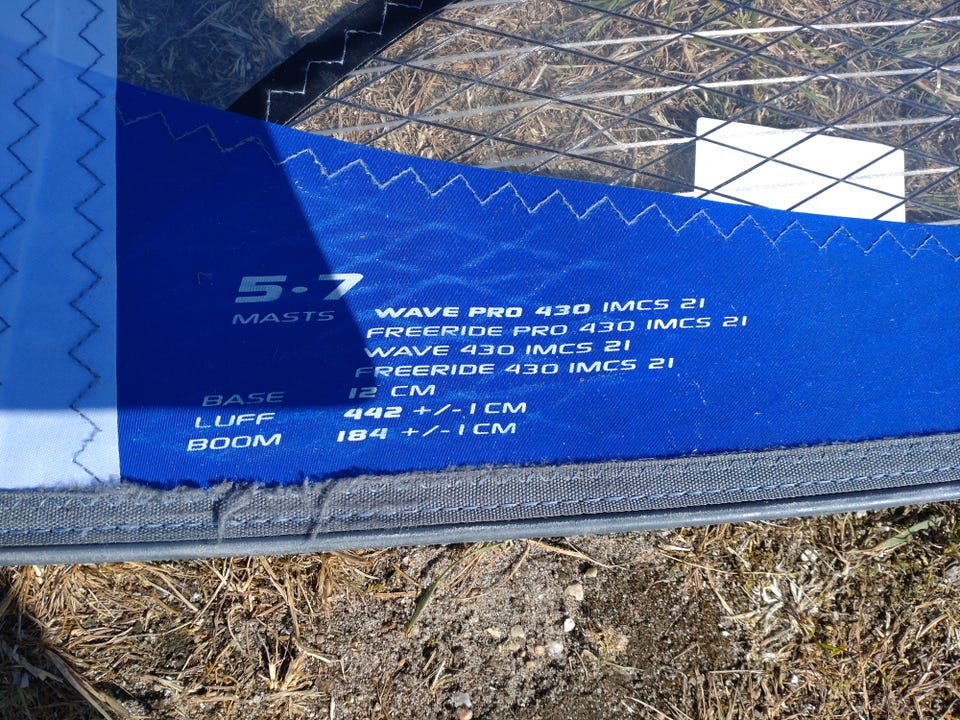 5.7
MASTS WAVE PRO 430 IMCS 21
FREERIDE PRO 430 IMCS 21
WAVE 430 IMCS 21
FREERIDE 430 IMCS 21
BASE 12 CM
LUFF 442 +/-1 CM
BOOM 184 +/-1 CM